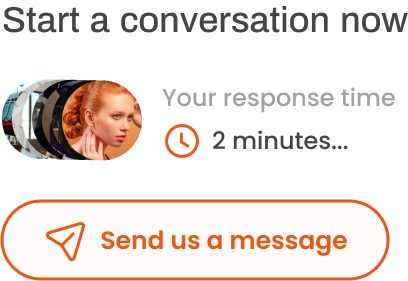 Start a conversation now
Your response time
2 minutes...
Send us a message